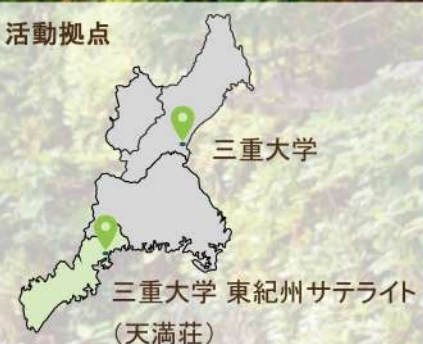 活動拠点
三重大学
三重大学 東紀州サテライト
(天満荘)